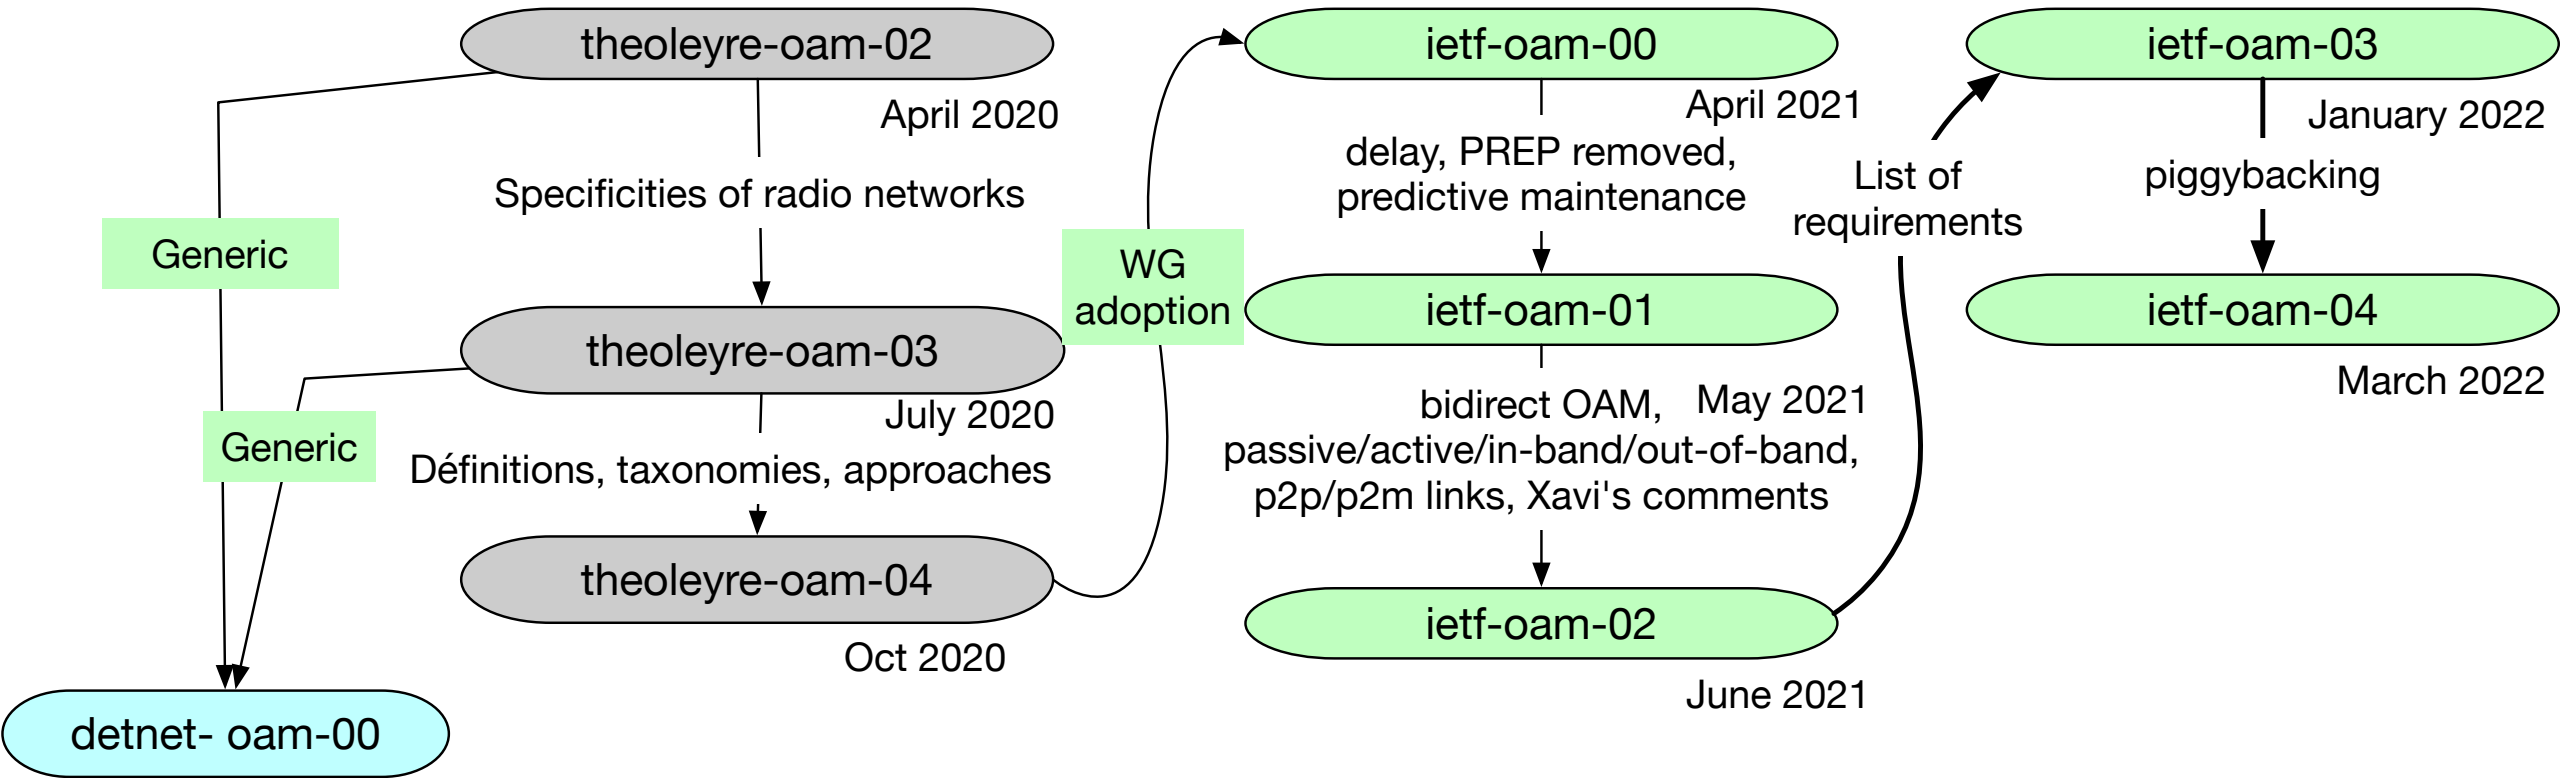 theoleyre-oam-02
April 2020
Specificities of radio networks
Generic
theoleyre-oam-03
July 2020
Generic
Définitions, taxonomies, approaches
theoleyre-oam-04
Oct 2020
detnet- oam-00
WG
adoption
ietf-oam-00
April 2021
delay, PREP removed,
predictive maintenance
ietf-oam-01
May 2021
bidirect OAM,
passive/active/in-band/out-of-band,
p2p/p2m links, Xavi's comments
ietf-oam-02
June 2021
List of
requirements
ietf-oam-03
January 2022
piggybacking
ietf-oam-04
March 2022